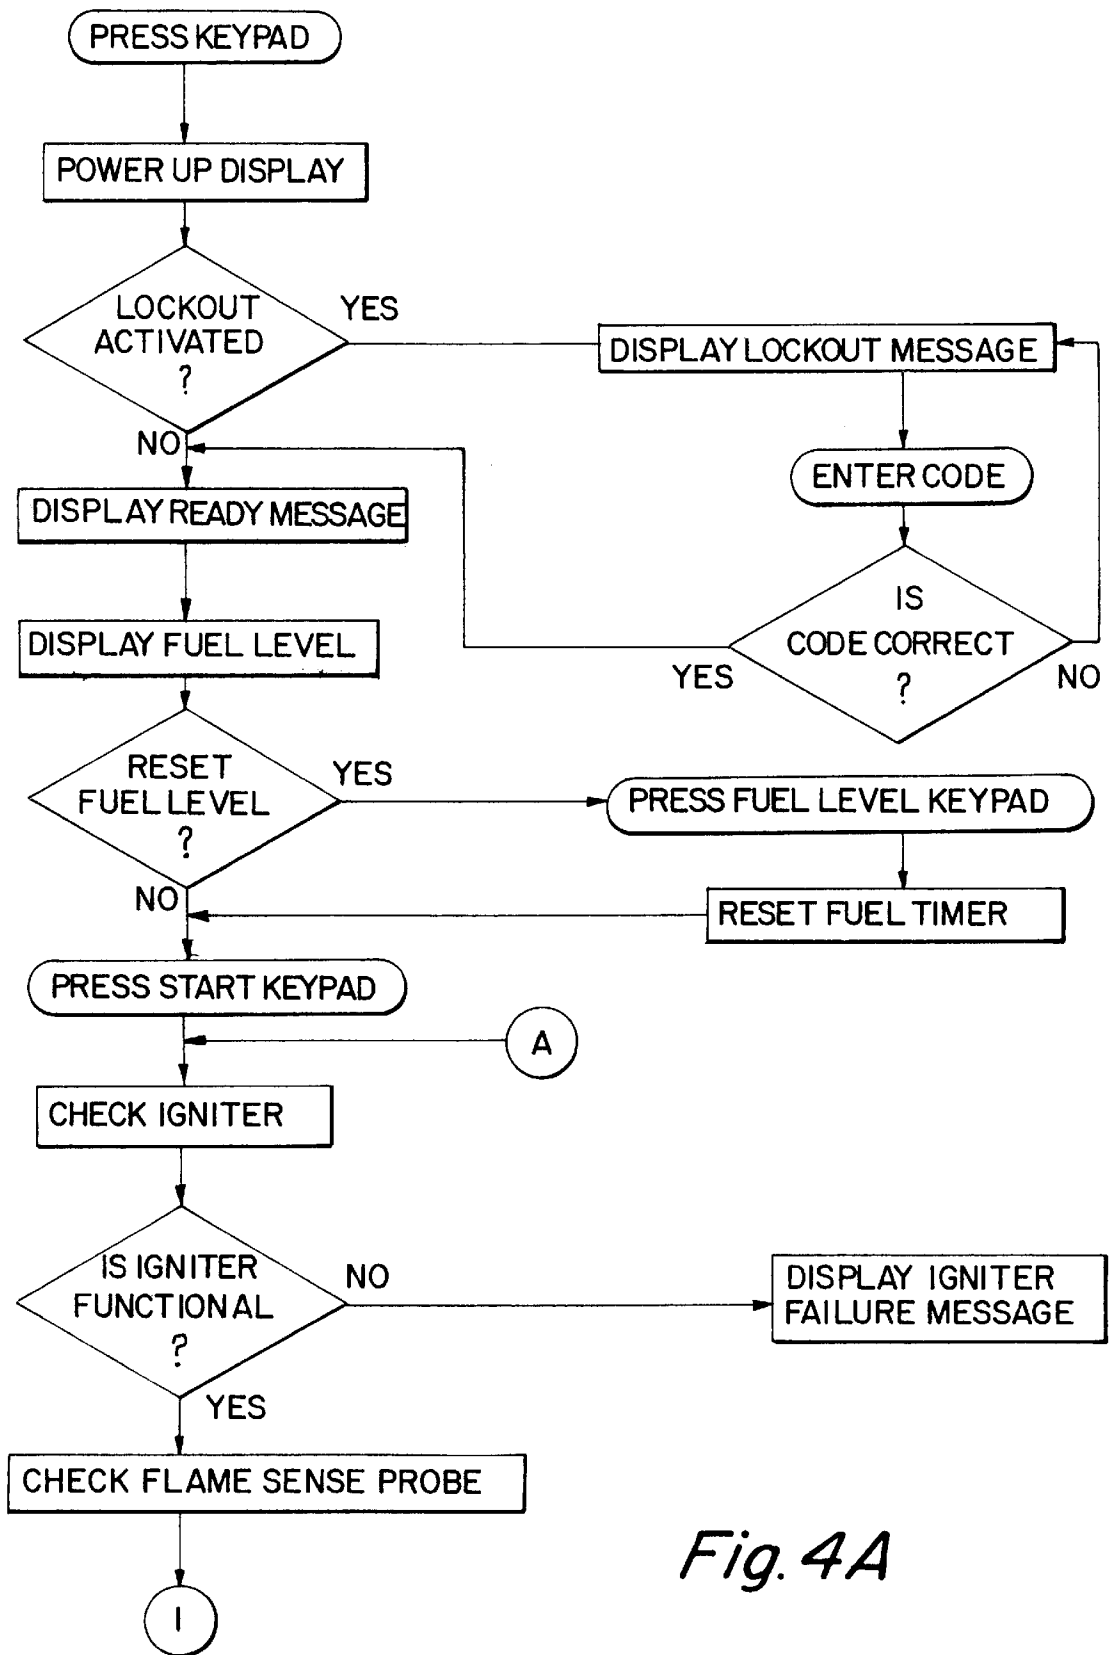 PRESS KEYPAD
POWER UP DISPLAY
LOCKOUT
ACTIVATED
?
YES
NO
DISPLAY LOCKOUT MESSAGE
ENTER CODE
IS
CODE CORRECT
?
YES
NO
DISPLAY READY MESSAGE
DISPLAY FUEL LEVEL
RESET
FUEL LEVEL
?
YES
NO
PRESS FUEL LEVEL KEYPAD
RESET FUEL TIMER
PRESS START KEYPAD
A
CHECK IGNITER
IS IGNITER
FUNCTIONAL
?
NO
YES
DISPLAY IGNITER
FAILURE MESSAGE
CHECK FLAME SENSE PROBE
1
Fig. 4A